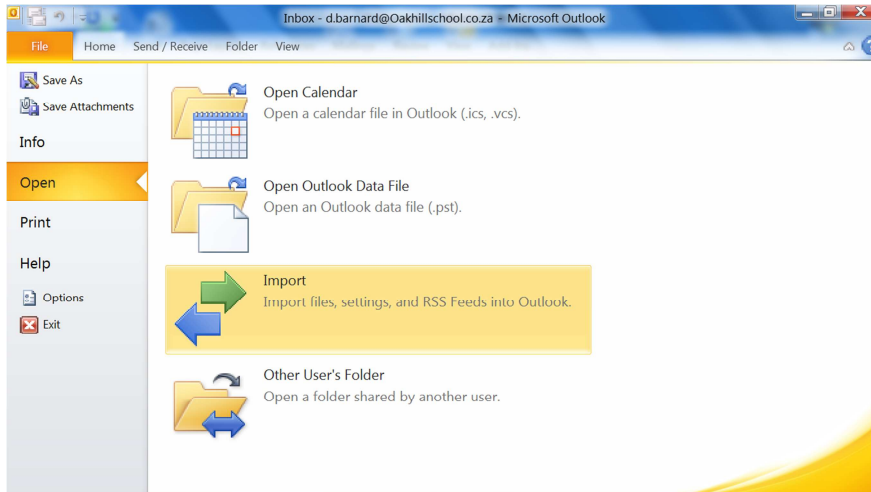 Inbox - d.barnard@Oakhillschool.co.za - Microsoft Outlook
File Home Send / Receive Folder View
Save As
Save Attachments
Info
Open
Print
Help
Options
Exit
Open Calendar
Open a calendar file in Outlook (.ics, .vcs).
Open Outlook Data File
Open an Outlook data file (.pst).
Import
Import files, settings, and RSS Feeds into Outlook.
Other User's Folder
Open a folder shared by another user.